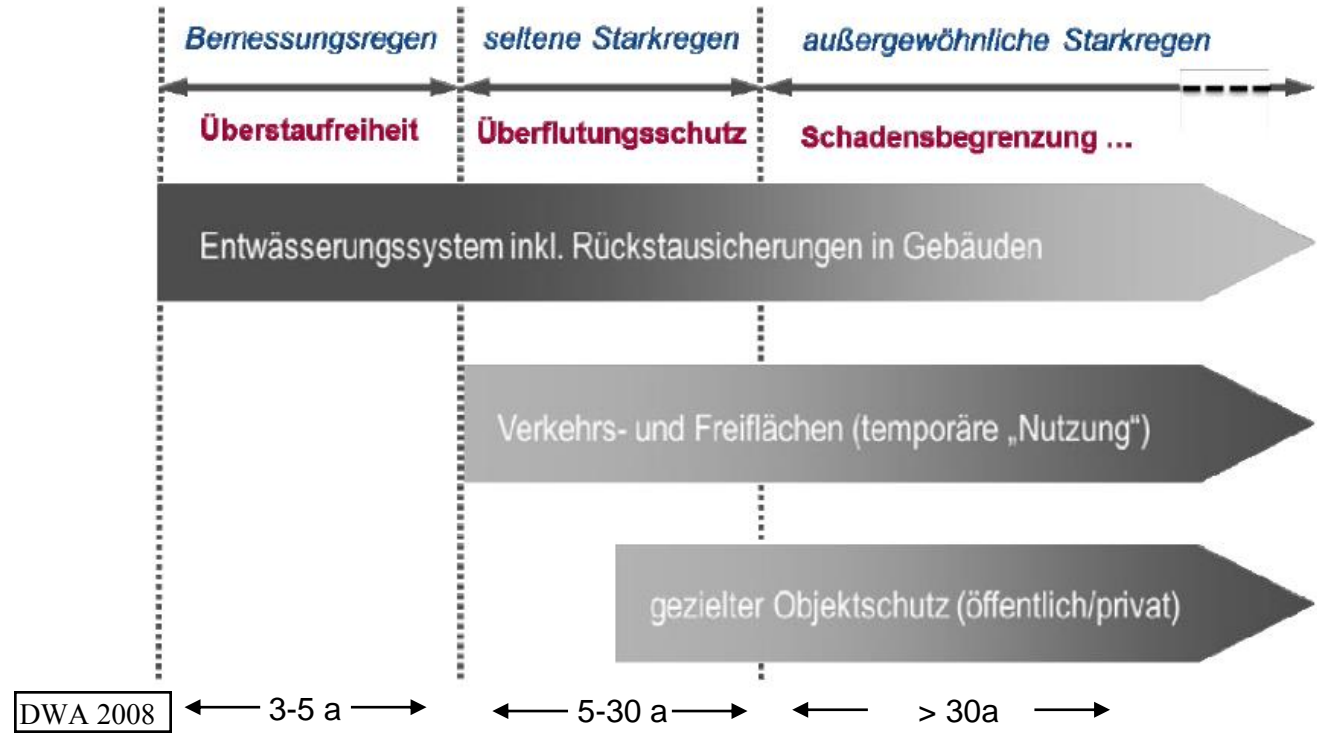 Bemessungsregen seltene Starkregen außergewöhnliche Starkregen
Überstaufreiheit Überflutungsschutz Schadensbegrenzung ...
Entwässerungssystem inkl. Rückstausicherungen in Gebäuden
Verkehrs- und Freiflächen (temporäre „Nutzung“)
gezielter Objektschutz (öffentlich/privat)
DWA 2008 3-5 a 5-30 a > 30a